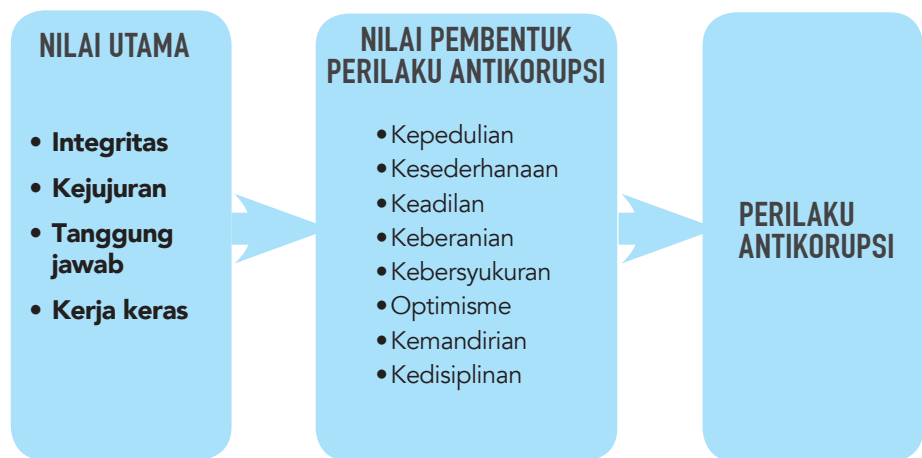 NILAI UTAMA
• Integritas
• Kejujuran
• Tanggung
jawab
• Kerja keras
NILAI PEMBENTUK
PERILAKU ANTIKORUPSI
• Kepedulian
• Kesederhanaan
• Keadilan
• Keberanian
• Kebersyukuran
• Optimisme
• Kemandirian
• Kedisiplinan
PERILAKU
ANTIKORUPSI